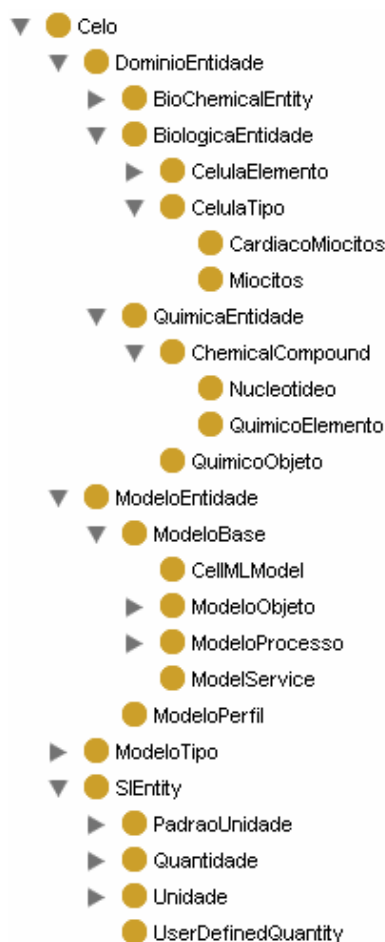 Celo
DominioEntidade
BioChemicalEntity
BiologicaEntidade
CelulaElemento
CelulaTipo
CardiacoMiocitos
Miocitos
QuimicaEntidade
ChemicalCompound
Nucleotideo
QuimicoElemento
QuimicoObjeto
ModeloEntidade
ModeloBase
CellMLModel
ModeloObjeto
ModeloProcesso
ModelService
ModeloPerfil
ModeloTipo
SIEntity
PadraoUnidade
Quantidade
Unidade
UserDefinedQuantity